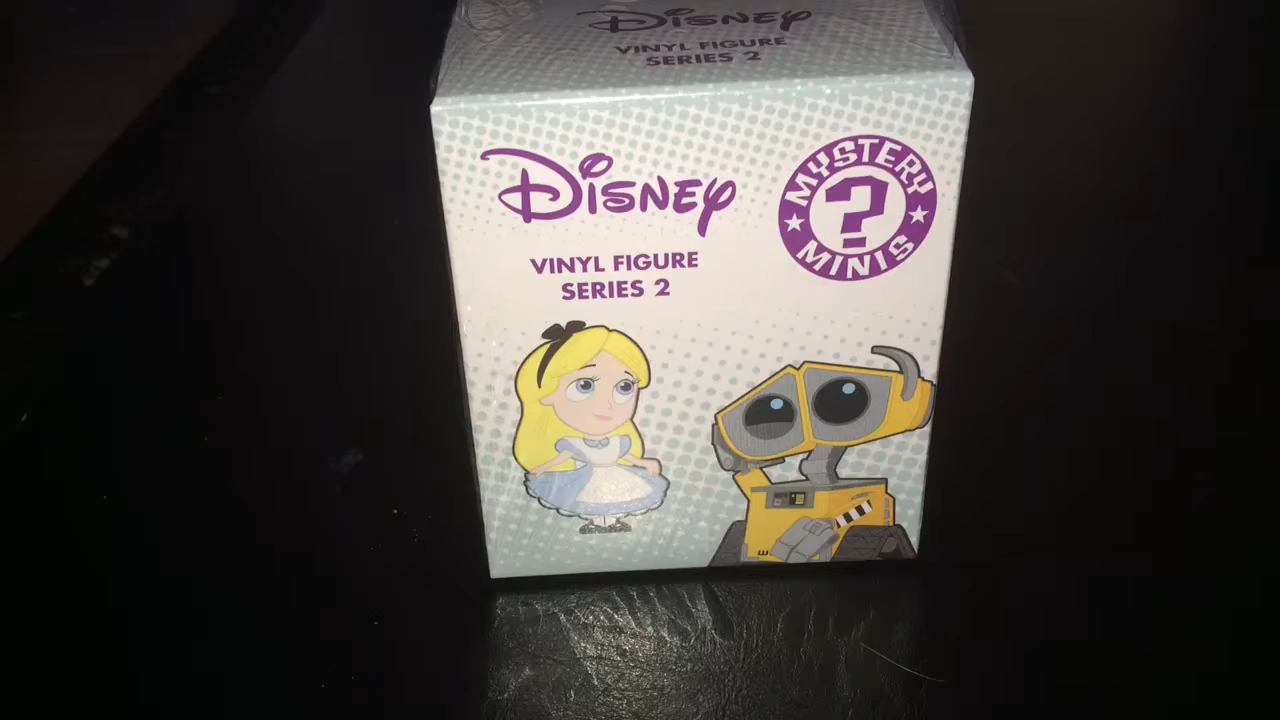 Disney
VINYL FIGURE
SERIES 2
Disney
MYSTERY
?
MINIS
VINYL FIGURE
SERIES 2